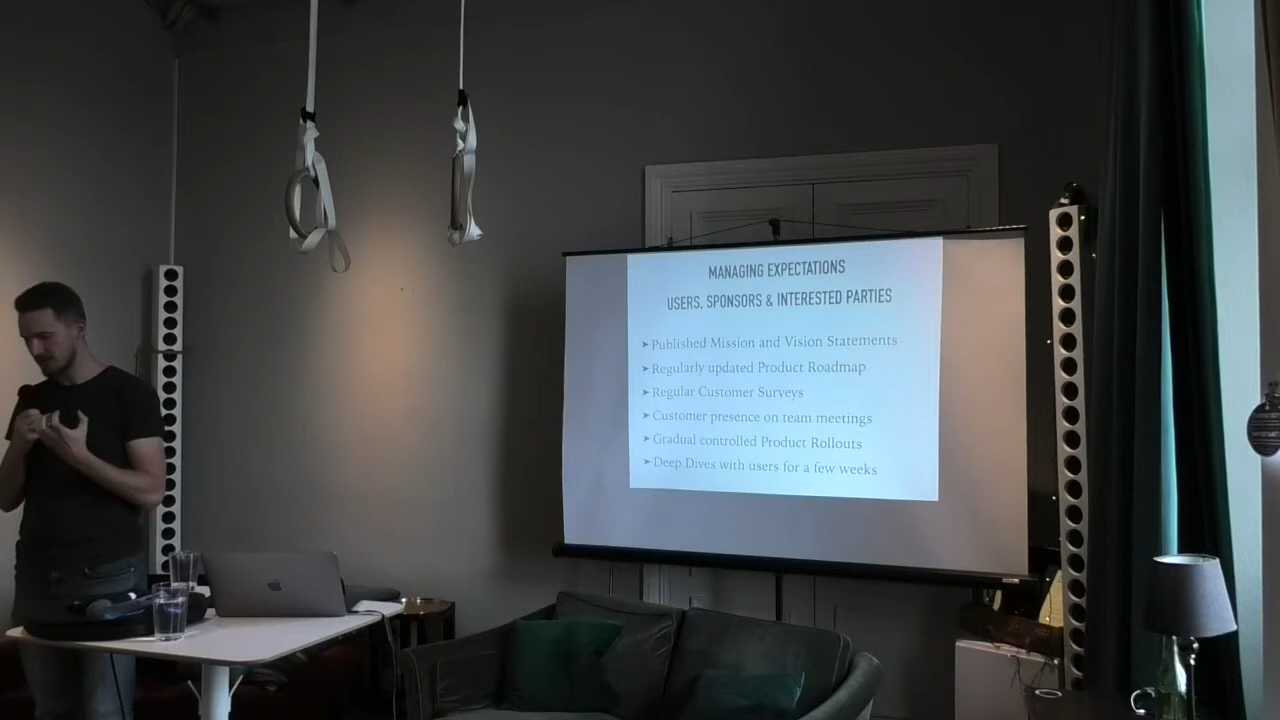 MANAGING EXPECTATIONS
USERS, SPONSORS & INTERESTED PARTIES
➤ Published Mission and Vision Statements
➤ Regularly updated Product Roadmap
➤ Regular Customer Surveys
➤ Customer presence on team meetings
➤ Gradual controlled Product Rollouts
➤ Deep Dives with users for a few weeks